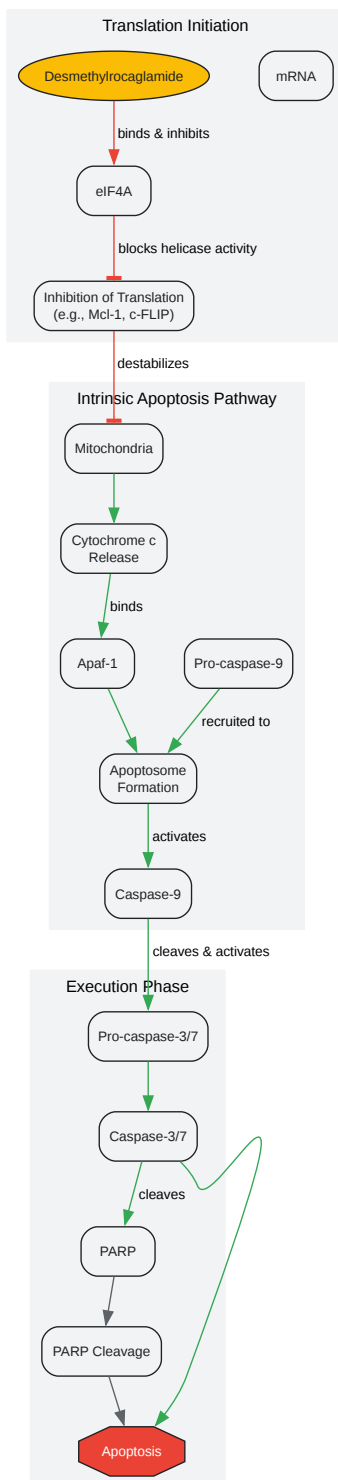 Translation Initiation
Desmethylrocaglamide
mRNA
binds & inhibits
eIF4A
blocks helicase activity
Inhibition of Translation
(e.g., Mcl-1, c-FLIP)
destabilizes
Intrinsic Apoptosis Pathway
Mitochondria
Cytochrome c
Release
binds
Apaf-1
Pro-caspase-9
recruited to
Apoptosome
Formation
activates
Caspase-9
cleaves & activates
Execution Phase
Pro-caspase-3/7
Caspase-3/7
cleaves
PARP
PARP Cleavage
Apoptosis